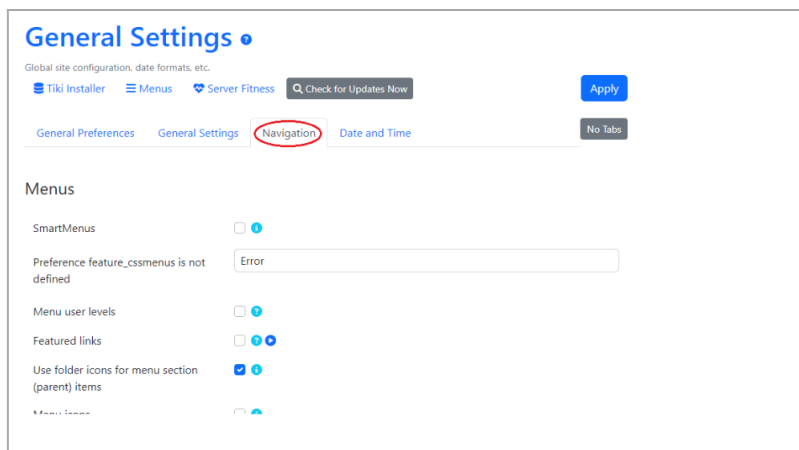 General Settings
Global site configuration, date formats, etc.
Tiki Installer Menus Server Fitness Check for Updates Now Apply
General Preferences General Settings Navigation Date and Time No Tabs
Menus
SmartMenus
Preference feature_cssmenus is not Error
defined
Menu user levels
Featured links
Use folder icons for menu section
(parent) items
Menu icons